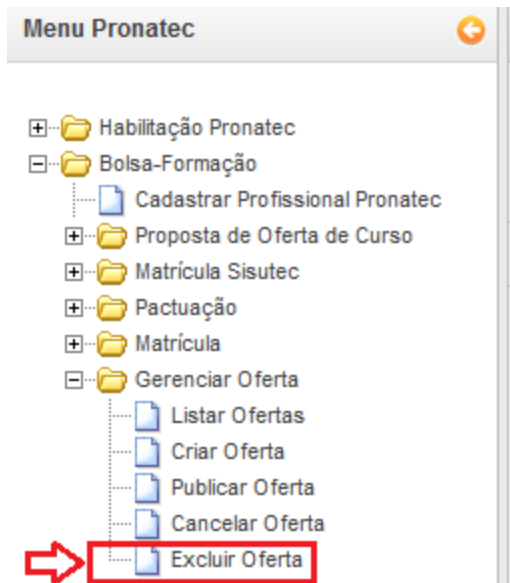 Menu Pronatec
Habilitação Pronatec
Bolsa-Formação
Cadastrar Profissional Pronatec
Proposta de Oferta de Curso
Matrícula Sisutec
Pactuação
Matrícula
Gerenciar Oferta
Listar Ofertas
Criar Oferta
Publicar Oferta
Cancelar Oferta
Excluir Oferta